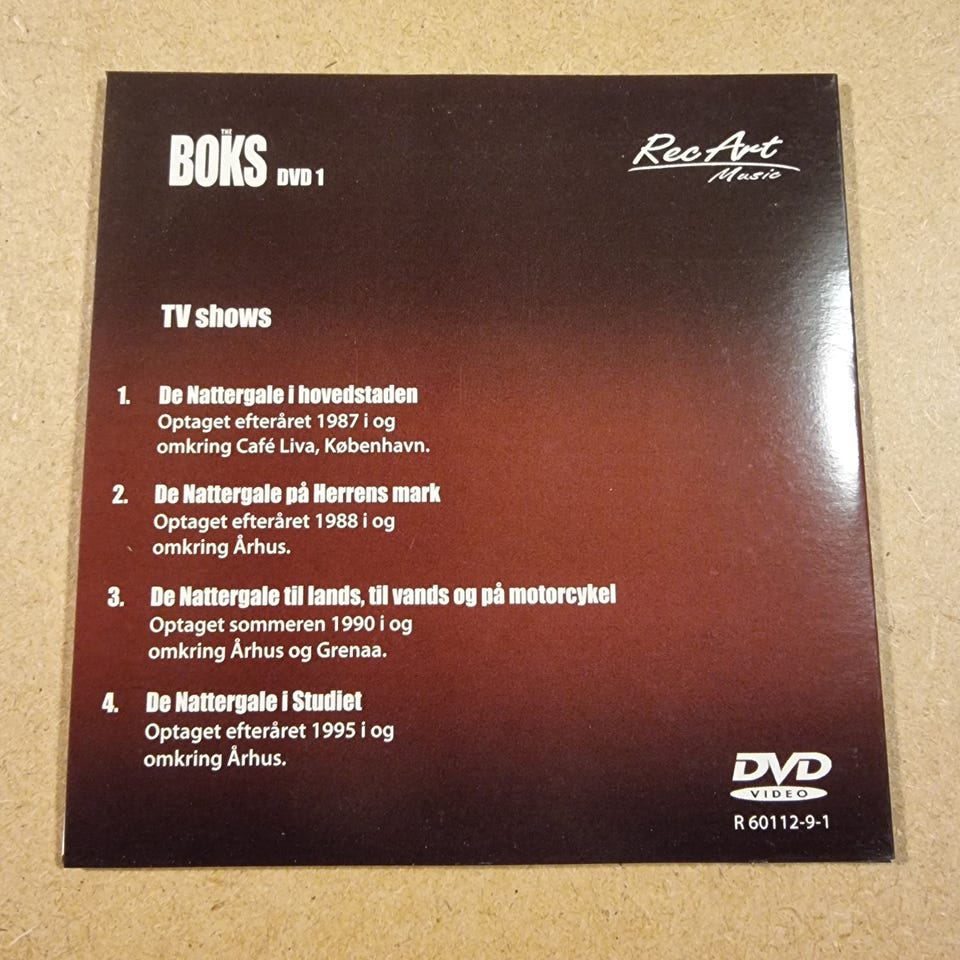 THE
BOKS DVD 1
RecArt
Music
TV shows
1. De Nattergale i hovedstaden
Optaget efteråret 1987 i og
omkring Café Liva, København.
2. De Nattergale på Herrens mark
Optaget efteråret 1988 i og
omkring Århus.
3. De Nattergale til lands, til vands og på motorcykel
Optaget sommeren 1990 i og
omkring Århus og Grenaa.
4. De Nattergale i Studiet
Optaget efteråret 1995 i og
omkring Århus.
DVD
VIDEO
R 60112-9-1